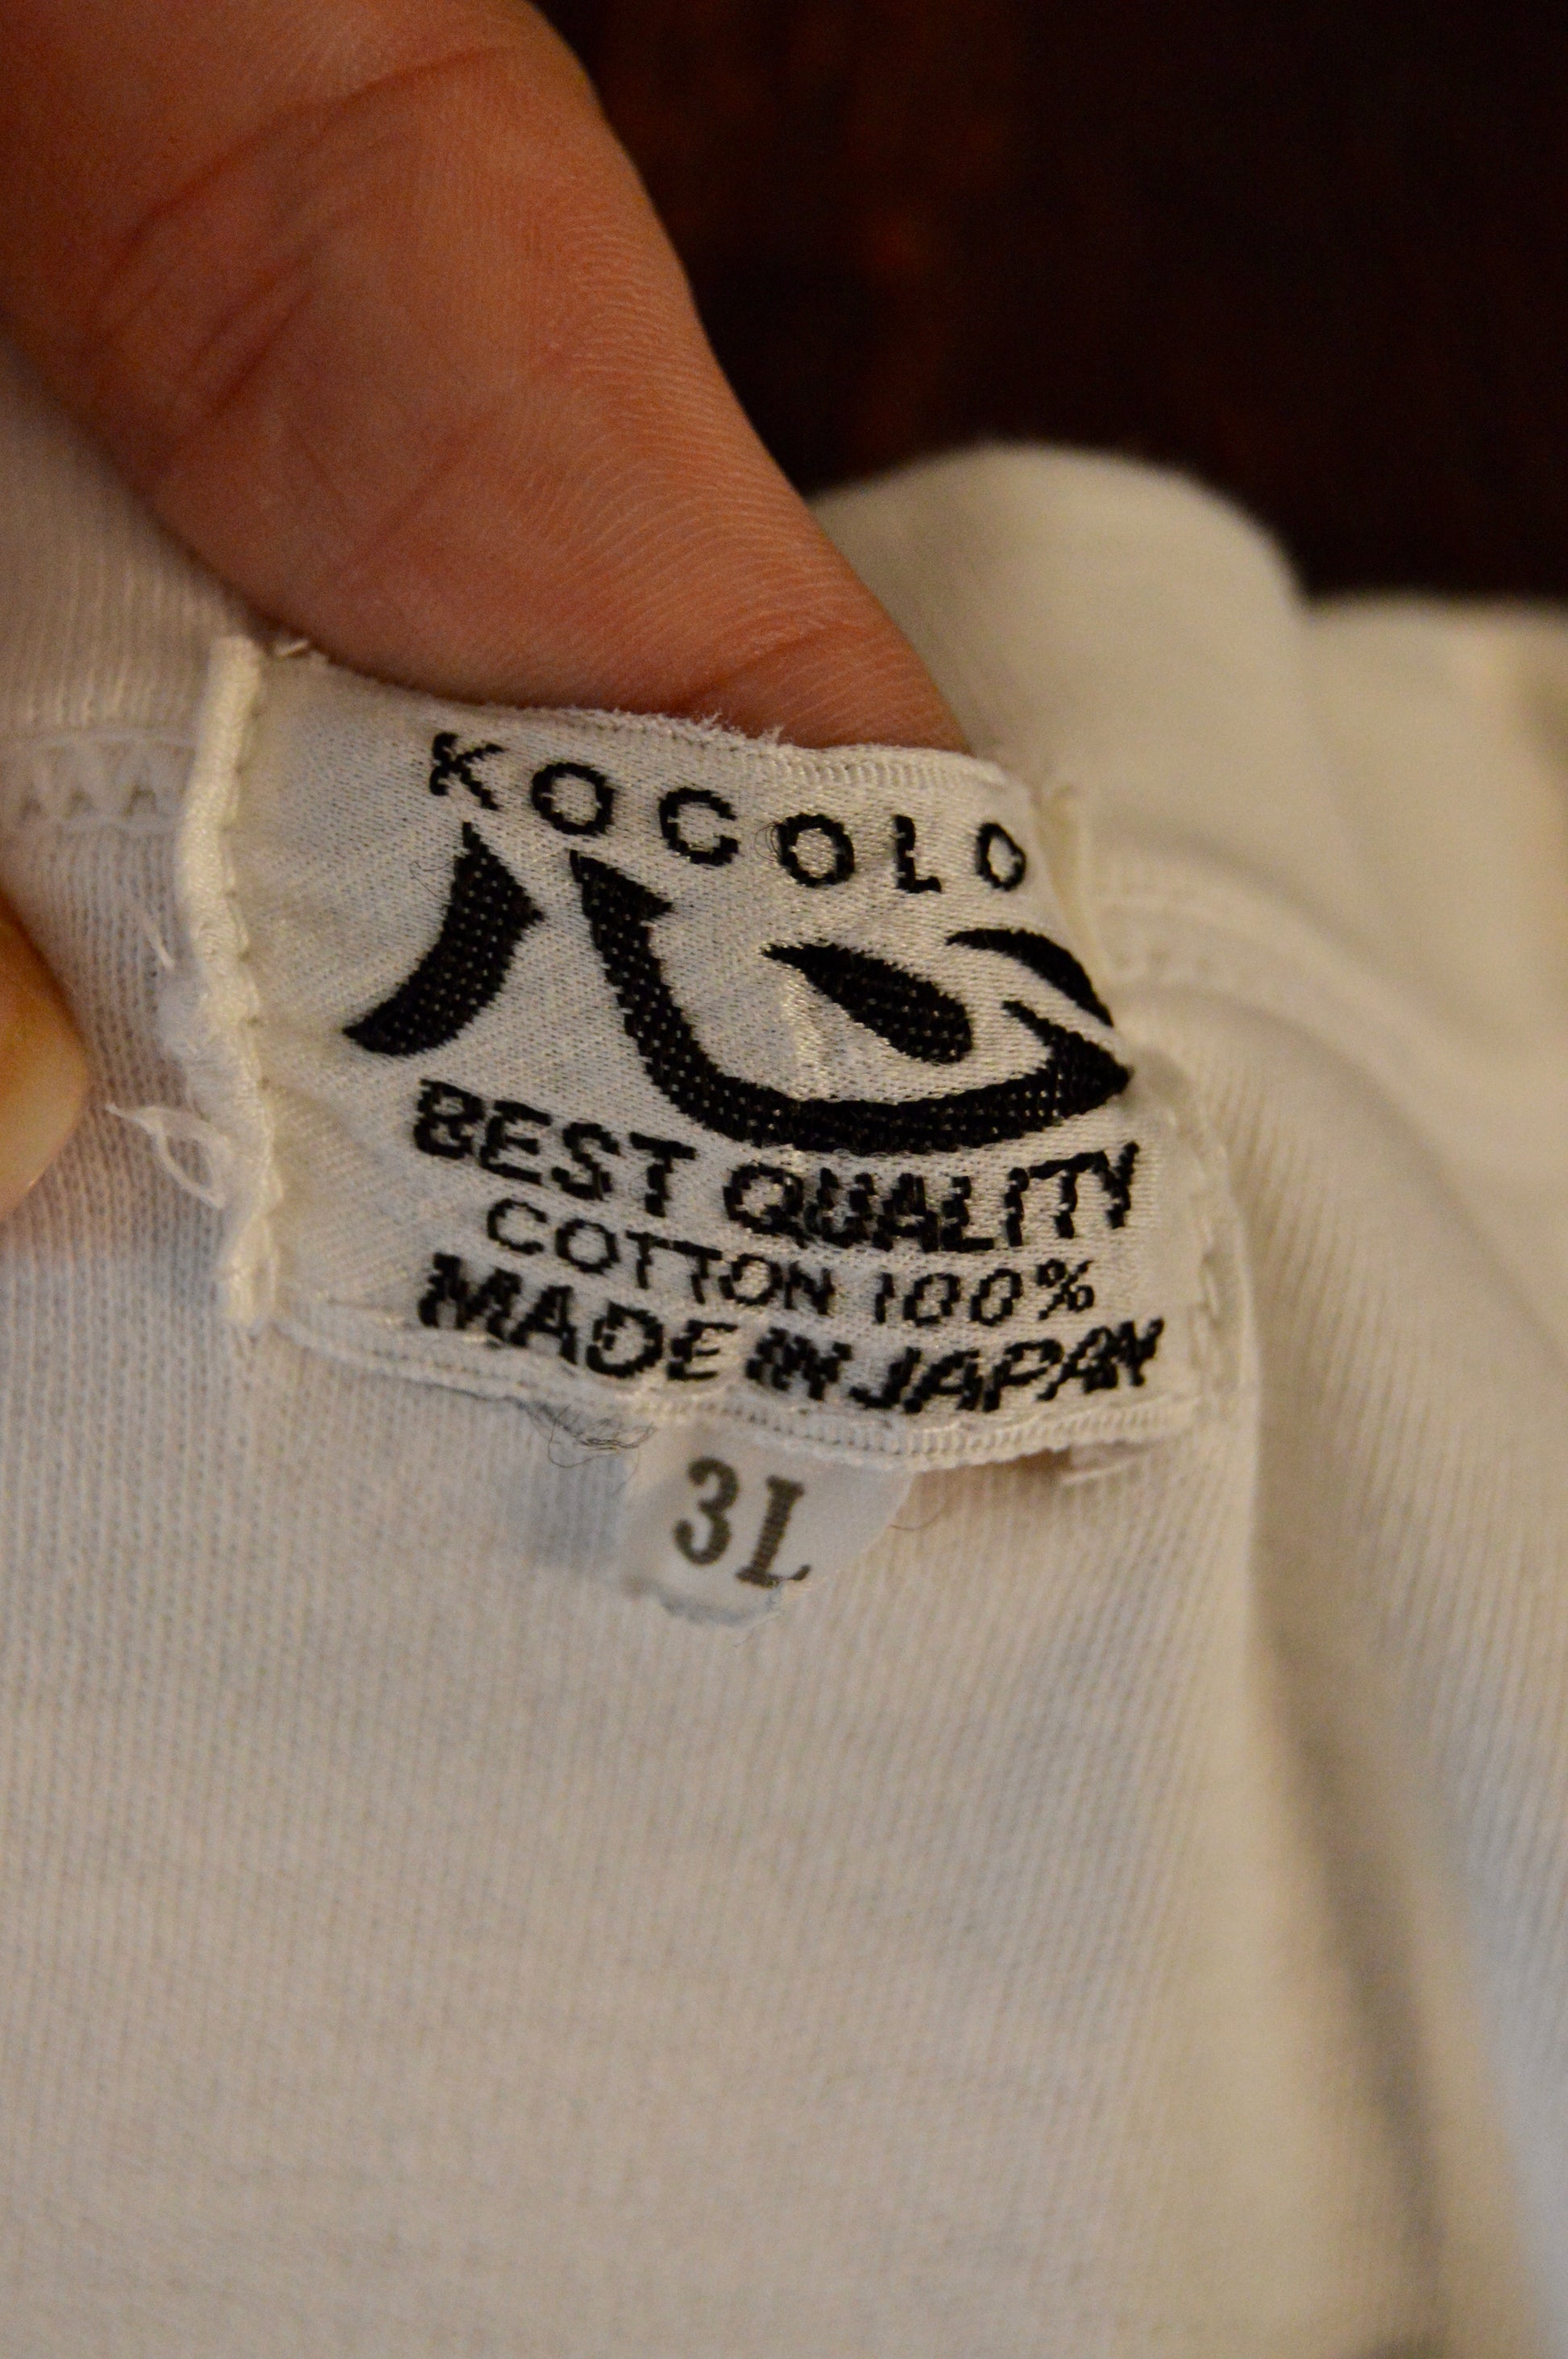 KOCOLO
心
BEST QUALITY
COTTON 100%
MADE IN JAPAN
3L